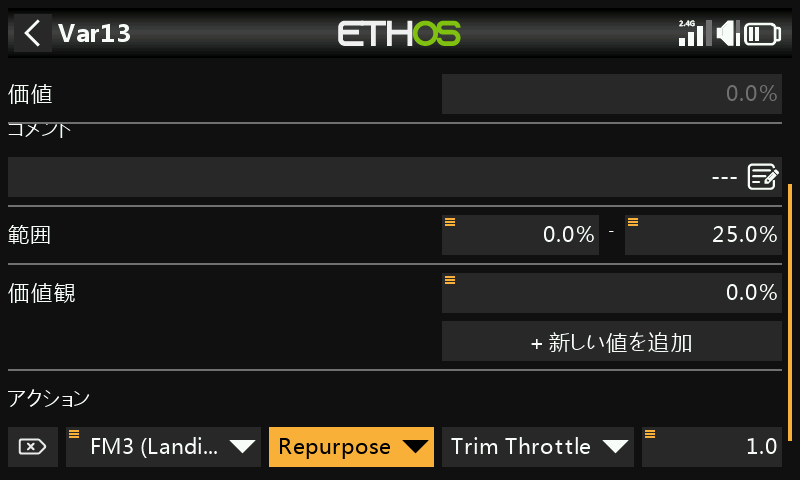 Var13 ETHOS 2.4G
価値 0.0%
コメント
---
範囲 0.0% - 25.0%
価値観 0.0%
+ 新しい値を追加
アクション
FM3 (Landi... Repurpose Trim Throttle 1.0